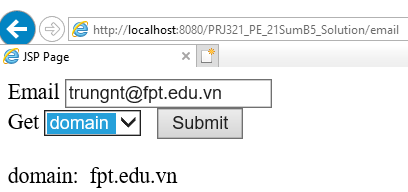 http://localhost:8080/PRJ321_PE_21SumB5_Solution/email
JSP Page
Email trungnt@fpt.edu.vn
Get domain Submit
domain: fpt.edu.vn